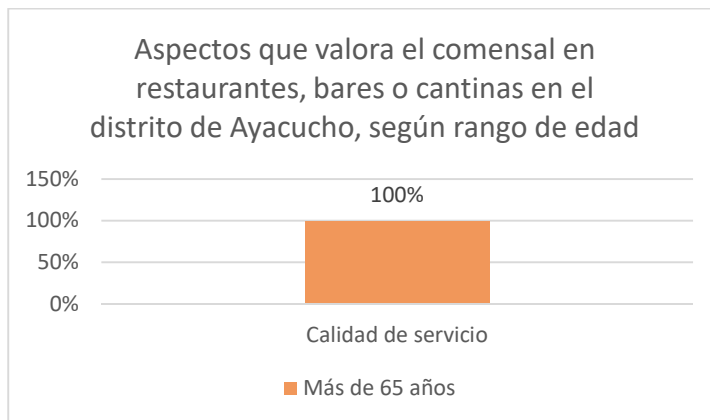 Aspectos que valora el comensal en
restaurantes, bares o cantinas en el
distrito de Ayacucho, según rango de edad
150%
100%
100%
50%
0%
Calidad de servicio
Más de 65 años